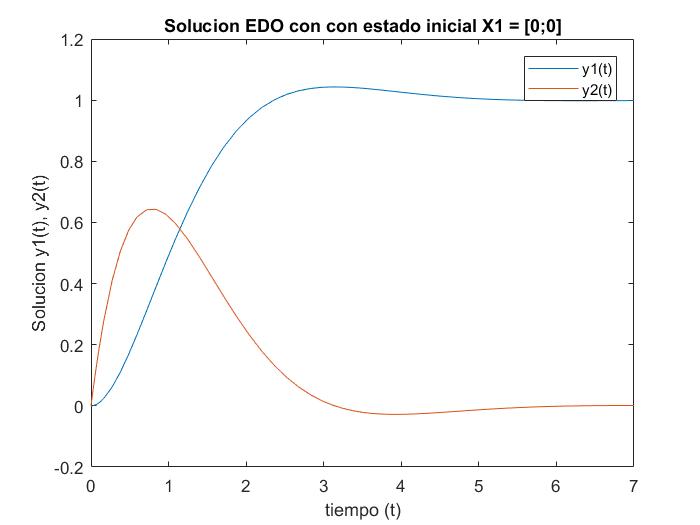 Solucion EDO con con estado inicial X1 = [0;0]
1.2
1
0.8
0.6
0.4
0.2
0
-0.2
Solucion y1(t), y2(t)
y1(t)
y2(t)
0 1 2 3 4 5 6 7
tiempo (t)